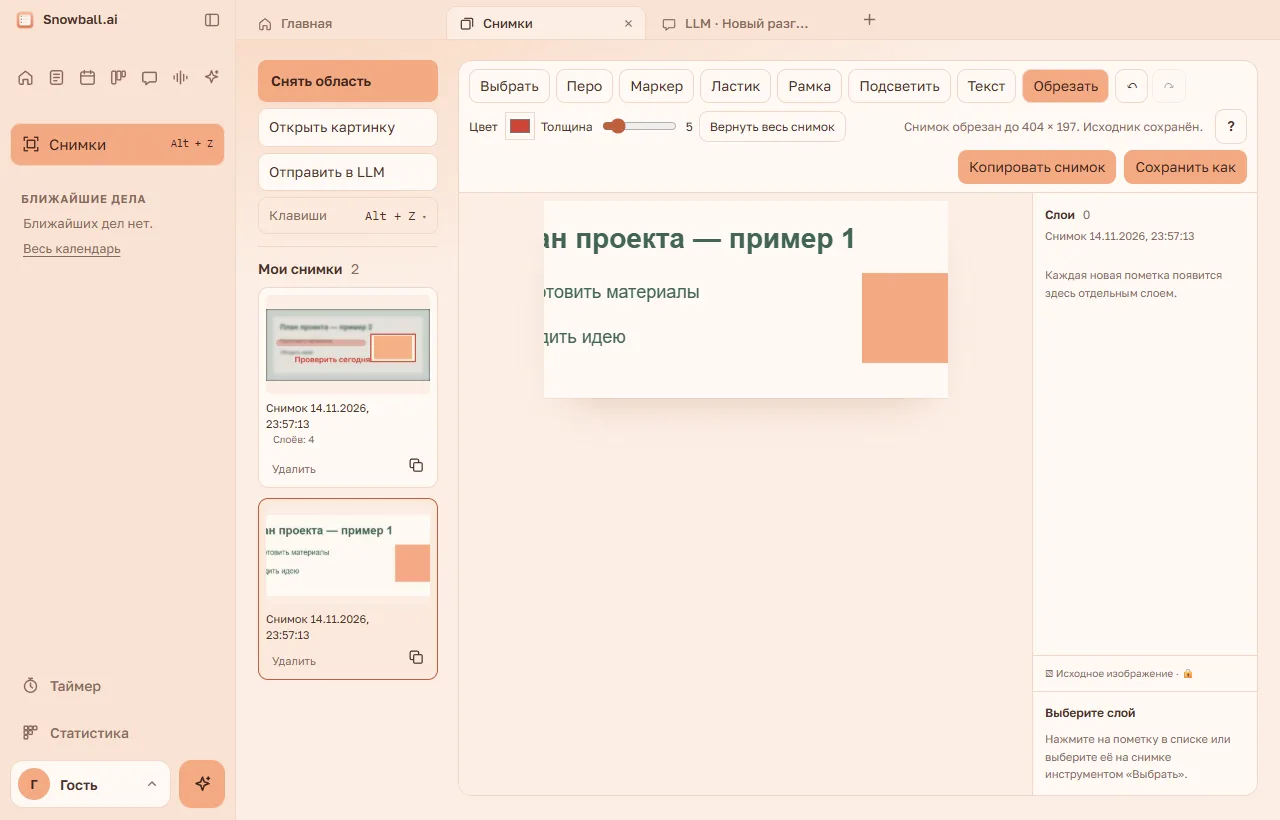 Snowball.ai
Главная
Снимки
LLM · Новый разг...
Снимки
Alt + Z
БЛИЖАЙШИЕ ДЕЛА
Ближайших дел нет.
Весь календарь
Таймер
Статистика
Г
Гость
Снять область
Открыть картинку
Отправить в LLM
Клавиши
Alt + Z
Мои снимки 2
План проекта — пример 2
Проверить сегодня
Снимок 14.11.2026,
23:57:13
Слоёв: 4
Удалить
ан проекта — пример 1
товить материалы
дить идею
Снимок 14.11.2026,
23:57:13
Удалить
Выбрать
Перо
Маркер
Ластик
Рамка
Подсветить
Текст
Обрезать
Цвет
Толщина
5
Вернуть весь снимок
Снимок обрезан до 404 × 197. Исходник сохранён.
?
Копировать снимок
Сохранить как
ан проекта — пример 1
отовить материалы
дить идею
Слои 0
Снимок 14.11.2026, 23:57:13
Каждая новая пометка появится
здесь отдельным слоем.
Исходное изображение ·
Выберите слой
Нажмите на пометку в списке или
выберите её на снимке
инструментом «Выбрать».